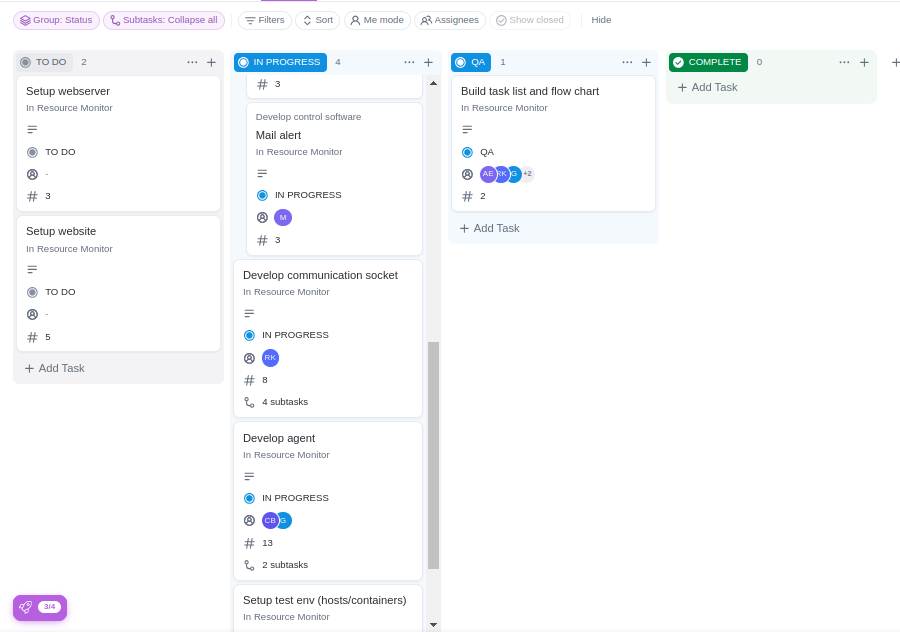 Group: Status
Subtasks: Collapse all
Filters
Sort
Me mode
Assignees
Show closed
Hide
TO DO 2
Setup webserver
In Resource Monitor
TO DO
-
3
Setup website
In Resource Monitor
TO DO
-
5
Add Task
IN PROGRESS 4
3
Develop control software
Mail alert
In Resource Monitor
IN PROGRESS
M
3
Develop communication socket
In Resource Monitor
IN PROGRESS
RK
8
4 subtasks
Develop agent
In Resource Monitor
IN PROGRESS
CB G
13
2 subtasks
Setup test env (hosts/containers)
In Resource Monitor
QA 1
Build task list and flow chart
In Resource Monitor
QA
AE RK G +2
2
Add Task
COMPLETE 0
Add Task
3/4